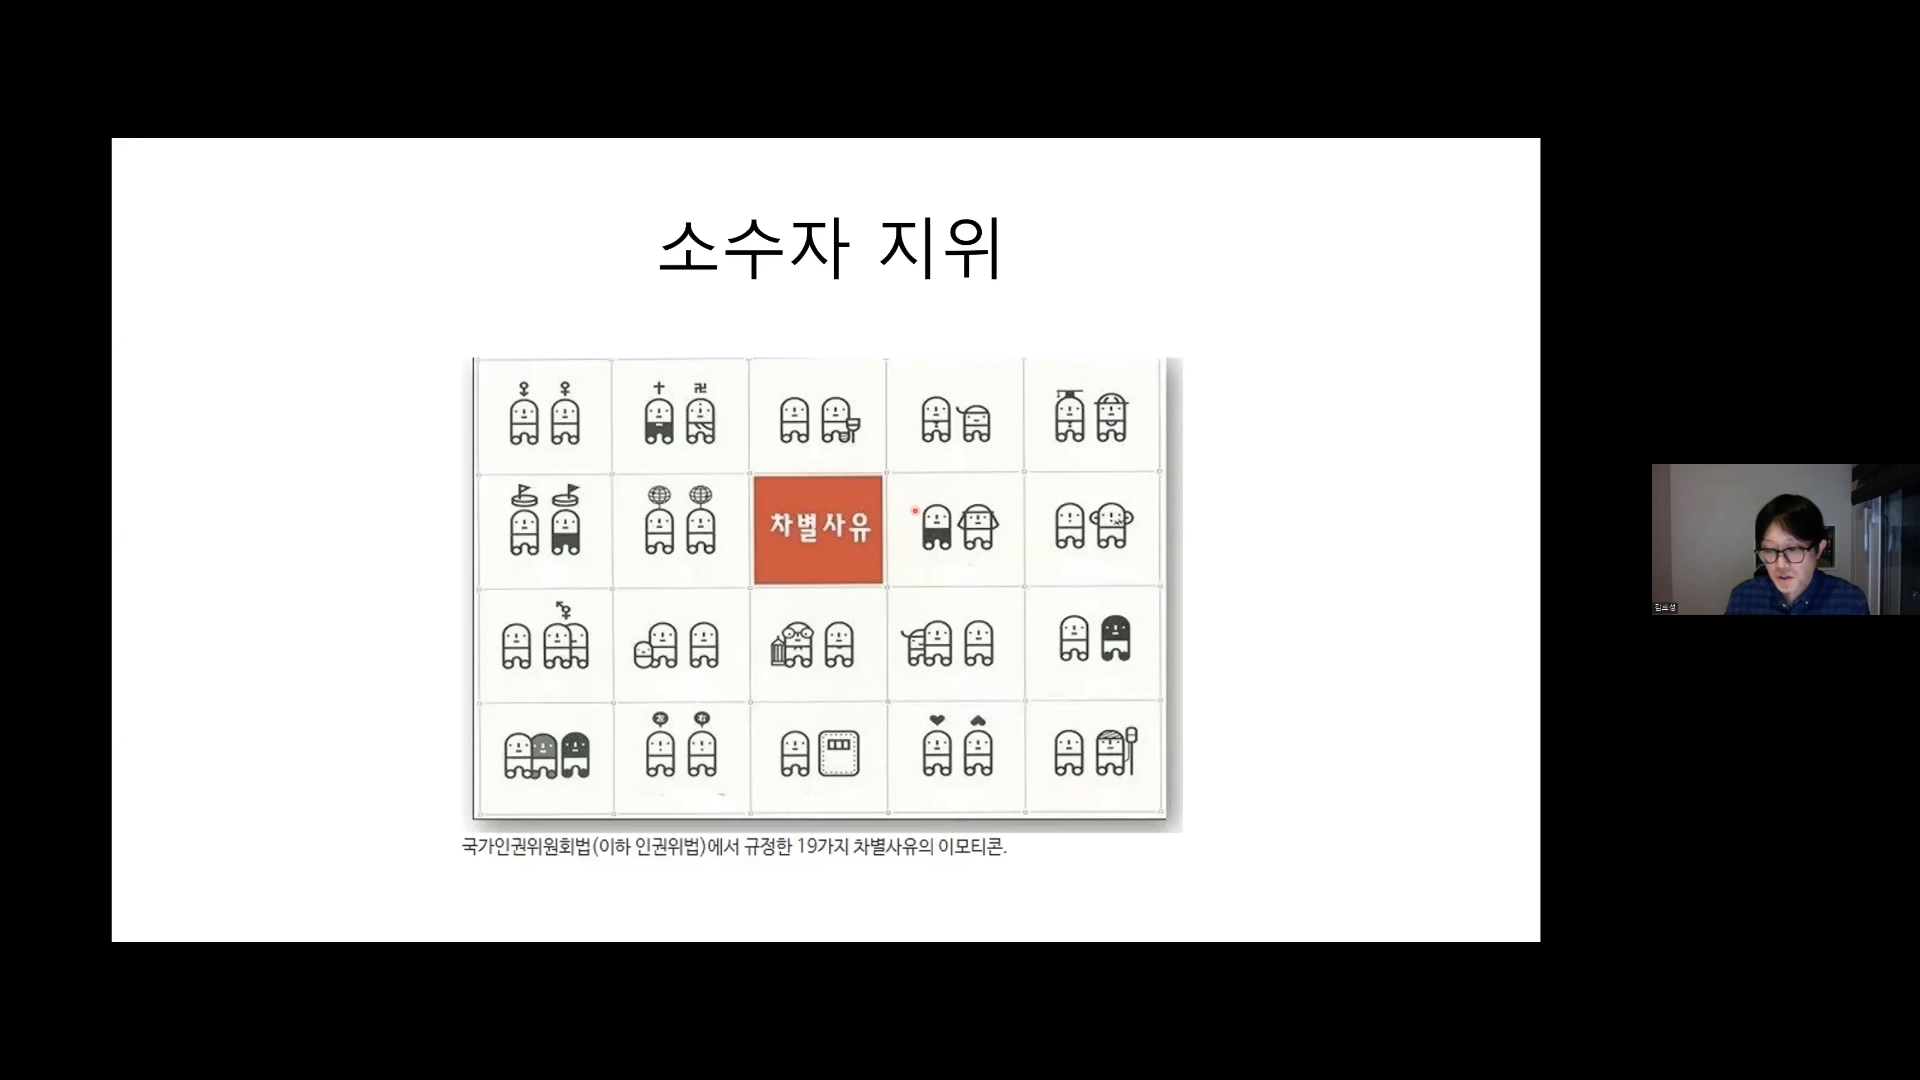 소수자 지위
차별사유
左
右
국가인권위원회법(이하 인권위법)에서 규정한 19가지 차별사유의 이모티콘.